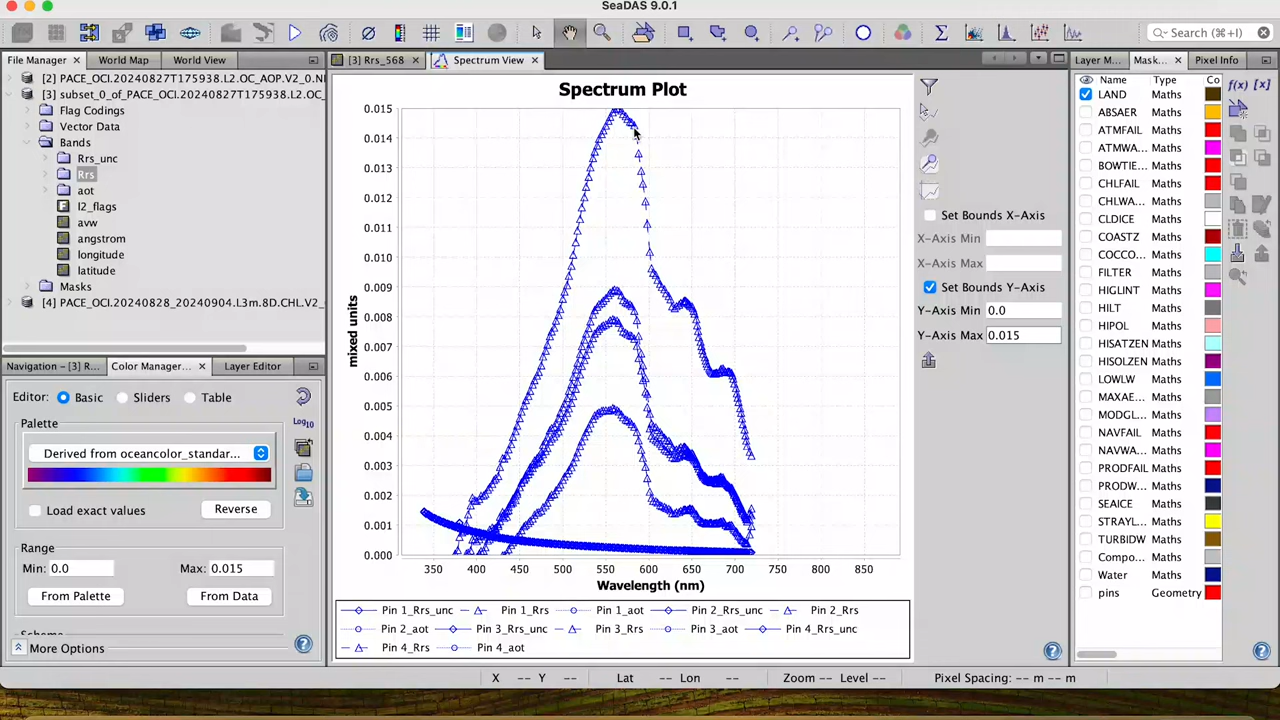 SeaDAS 9.0.1
Search (⌘+I)
File Manager
World Map
World View
[3] Rrs_568
Spectrum View
Layer M...
Mask...
Pixel Info
[2] PACE_OCI.20240827T175938.L2.OC_AOP.V2_0.N
[3] subset_0_of_PACE_OCI.20240827T175938.L2.OC_
Flag Codings
Vector Data
Bands
Rrs_unc
Rrs
aot
l2_flags
avw
angstrom
longitude
latitude
Masks
[4] PACE_OCI.20240828_20240904.L3m.8D.CHL.V2_
Spectrum Plot
0.015
0.014
0.013
0.012
0.011
0.010
0.009
0.008
0.007
0.006
0.005
0.004
0.003
0.002
0.001
0.000
mixed units
350 400 450 500 550 600 650 700 750 800 850
Wavelength (nm)
Pin 1_Rrs_unc Pin 1_Rrs Pin 1_aot Pin 2_Rrs_unc Pin 2_Rrs
Pin 2_aot Pin 3_Rrs_unc Pin 3_Rrs Pin 3_aot Pin 4_Rrs_unc
Pin 4_Rrs Pin 4_aot
Set Bounds X-Axis
X-Axis Min
X-Axis Max
Set Bounds Y-Axis
Y-Axis Min 0.0
Y-Axis Max 0.015
Name Type Co
LAND Maths
ABSAER Maths
ATMFAIL Maths
ATMWA... Maths
BOWTIE... Maths
CHLFAIL Maths
CHLWA... Maths
CLDICE Maths
COASTZ Maths
COCCO... Maths
FILTER Maths
HIGLINT Maths
HILT Maths
HIPOL Maths
HISATZEN Maths
HISOLZEN Maths
LOWLW Maths
MAXAE... Maths
MODGL... Maths
NAVFAIL Maths
NAVWA... Maths
PRODFAIL Maths
PRODW... Maths
SEAICE Maths
STRAYL... Maths
TURBIDW Maths
Compo... Maths
Water Maths
pins Geometry
f(x) [x]
Navigation – [3] R...
Color Manager...
Layer Editor
Editor: Basic Sliders Table
Palette
Log10
Derived from oceancolor_standar...
Load exact values
Reverse
Range
Min: 0.0 Max: 0.015
From Palette From Data
More Options
X -- Y -- Lat -- Lon -- Zoom -- Level -- Pixel Spacing: -- m -- m